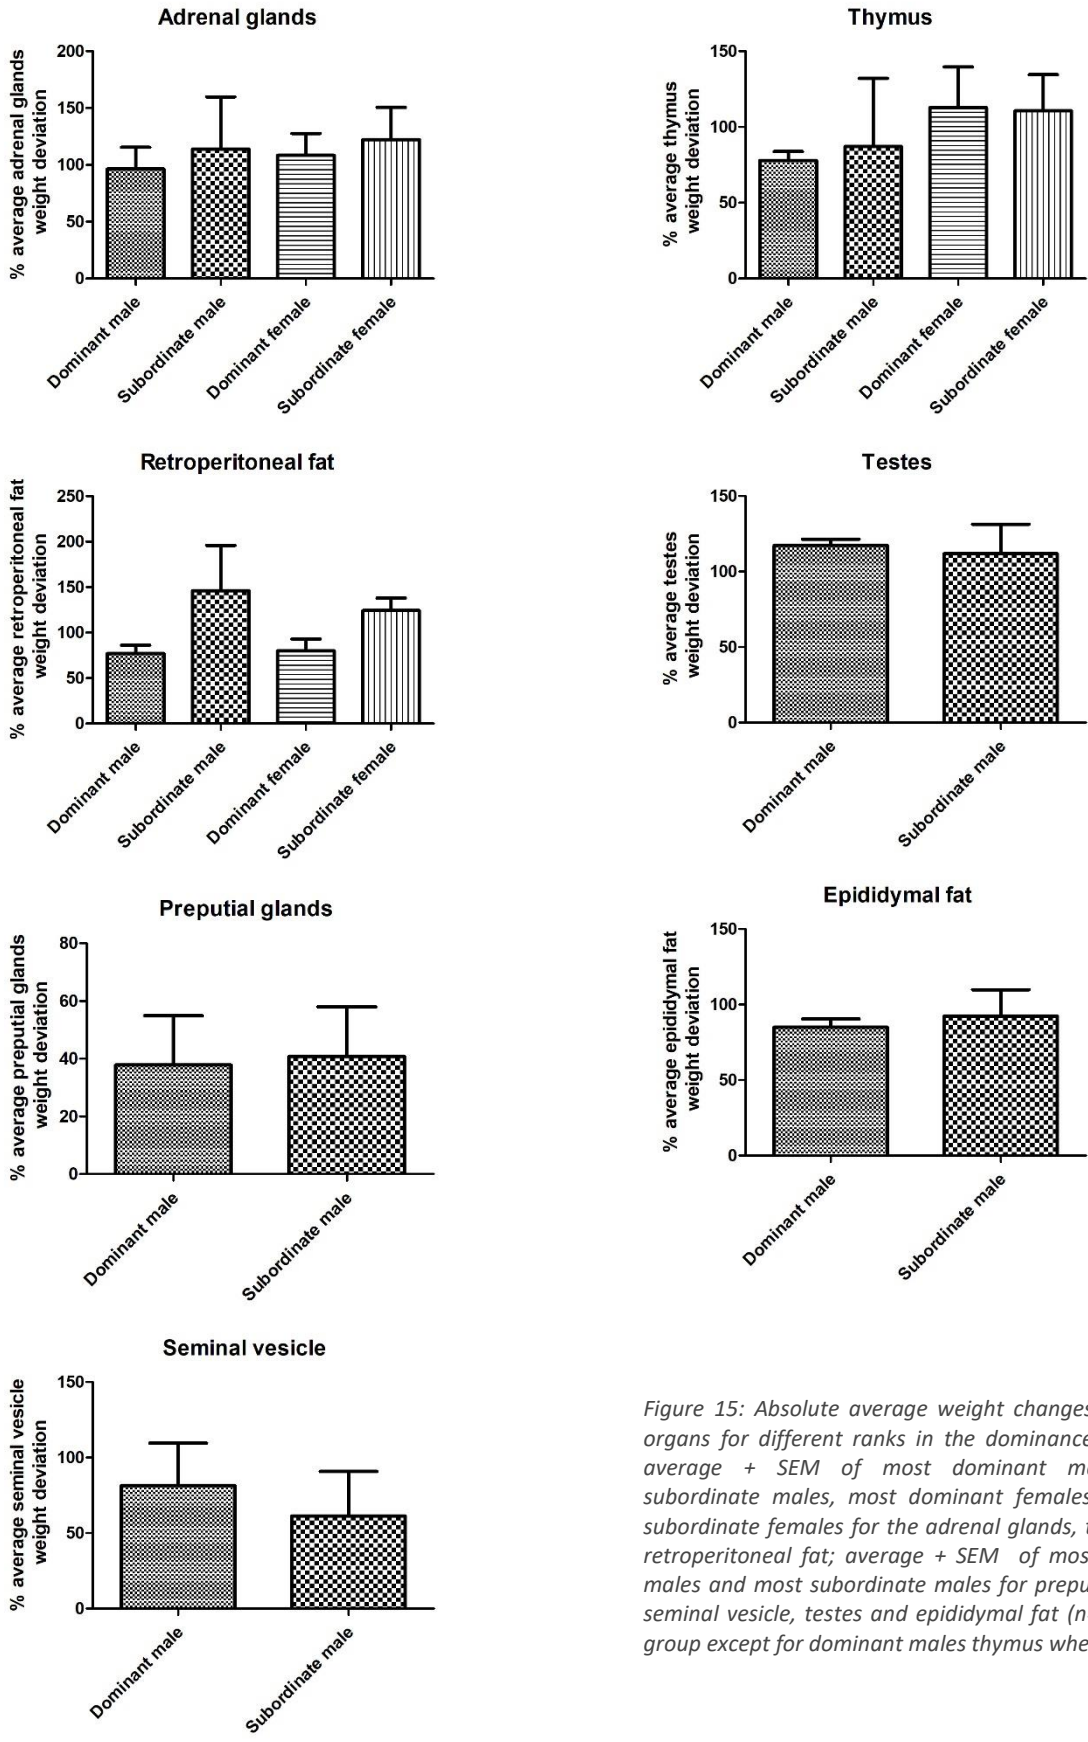 Adrenal glands
% average adrenal glands
weight deviation
200
150
100
50
0
Dominant male
Subordinate male
Dominant female
Subordinate female
Thymus
% average thymus
weight deviation
150
100
50
0
Dominant male
Subordinate male
Dominant female
Subordinate female
Retroperitoneal fat
% average retroperitoneal fat
weight deviation
250
200
150
100
50
0
Dominant male
Subordinate male
Dominant female
Subordinate female
Testes
% average testes
weight deviation
150
100
50
0
Dominant male
Subordinate male
Preputial glands
% average preputial glands
weight deviation
80
60
40
20
0
Dominant male
Subordinate male
Epididymal fat
% average epididymal fat
weight deviation
150
100
50
0
Dominant male
Subordinate male
Seminal vesicle
% average seminal vesicle
weight deviation
150
100
50
0
Dominant male
Subordinate male
Figure 15: Absolute average weight changes
organs for different ranks in the dominance
average + SEM of most dominant
subordinate males, most dominant females
subordinate females for the adrenal glands,
retroperitoneal fat; average + SEM of most
males and most subordinate males for
seminal vesicle, testes and epididymal fat
group except for dominant males thymus